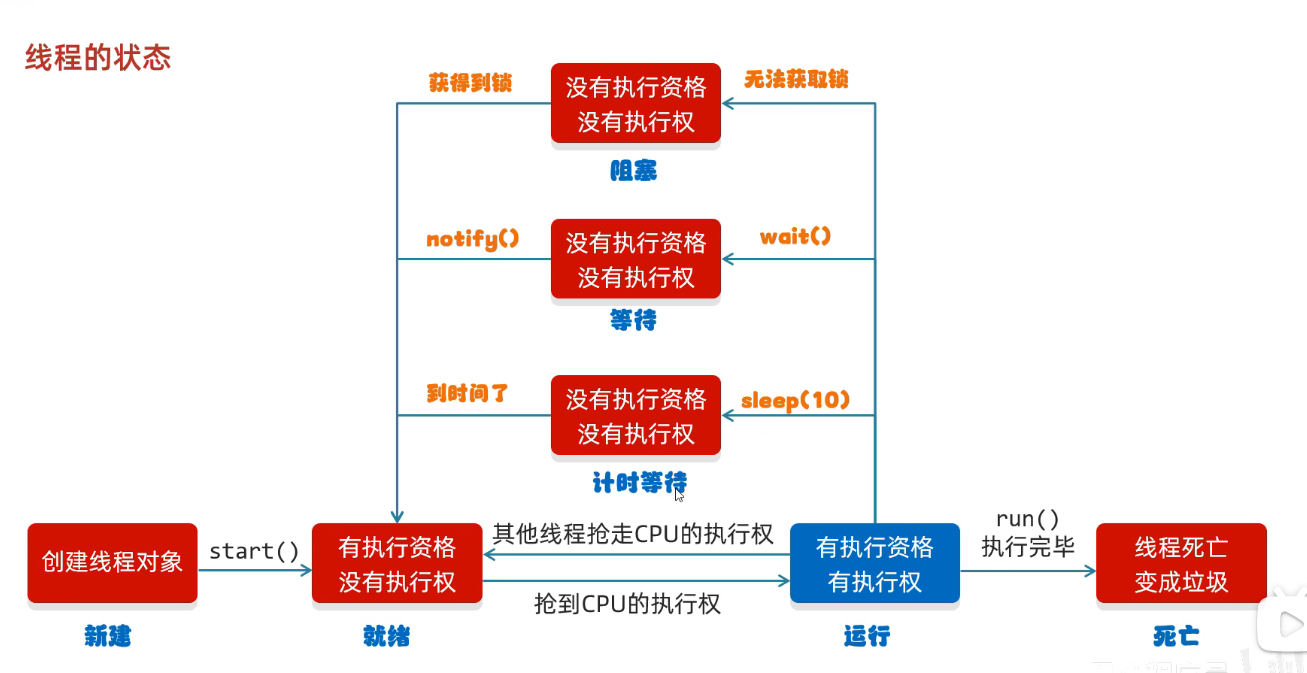 线程的状态
获得到锁
没有执行资格
没有执行权
无法获取锁
阻塞
notify()
没有执行资格
没有执行权
wait()
等待
到时间了
没有执行资格
没有执行权
sleep(10)
计时等待
创建线程对象
start()
有执行资格
没有执行权
其他线程抢走CPU的执行权
抢到CPU的执行权
有执行资格
有执行权
run()
执行完毕
线程死亡
变成垃圾
新建
就绪
运行
死亡